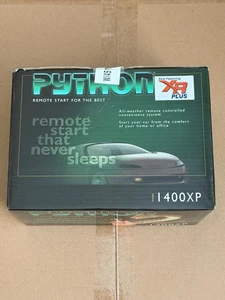 PYTHON
XR
PLUS
REMOTE START FOR THE BEST
All-weather remote controlled
convenience system
Start your car from the comfort
of your home or office
remote
start
that
never
sleeps
1400XP